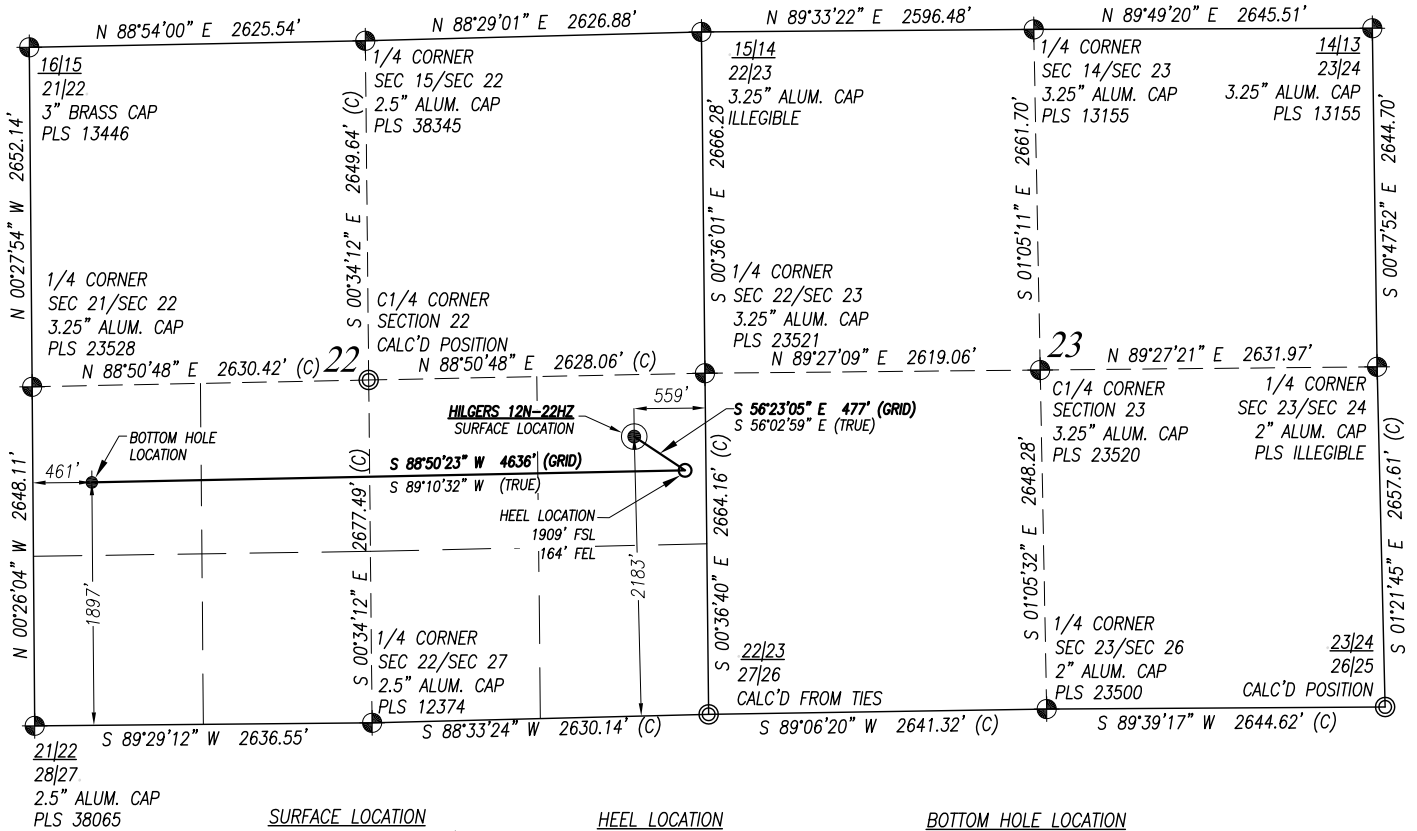 N 88°54'00" E 2625.54'
N 88°29'01" E 2626.88'
N 89°33'22" E 2596.48'
N 89°49'20" E 2645.51'
16|15
21|22
3" BRASS CAP
PLS 13446
1/4 CORNER
SEC 15/SEC 22
2.5" ALUM. CAP
PLS 38345
15|14
22|23
3.25" ALUM. CAP
ILLEGIBLE
1/4 CORNER
SEC 14/SEC 23
3.25" ALUM. CAP
PLS 13155
14|13
23|24
3.25" ALUM. CAP
PLS 13155
N 00°27'54" W 2652.14'
S 00°34'12" E 2649.64' (C)
S 00°36'01" E 2666.28'
S 01°05'11" E 2661.70'
S 00°47'52" E 2644.70'
1/4 CORNER
SEC 21/SEC 22
3.25" ALUM. CAP
PLS 23528
C1/4 CORNER
SECTION 22
CALC'D POSITION
1/4 CORNER
SEC 22/SEC 23
3.25" ALUM. CAP
PLS 23521
N 88°50'48" E 2630.42' (C)
22
N 88°50'48" E 2628.06' (C)
N 89°27'09" E 2619.06'
23
N 89°27'21" E 2631.97'
C1/4 CORNER
SECTION 23
3.25" ALUM. CAP
PLS 23520
1/4 CORNER
SEC 23/SEC 24
2" ALUM. CAP
PLS ILLEGIBLE
559'
HILGERS 12N-22HZ
SURFACE LOCATION
S 56°23'05" E 477' (GRID)
S 56°02'59" E (TRUE)
BOTTOM HOLE
LOCATION
461'
S 88°50'23" W 4636' (GRID)
S 89°10'32" W (TRUE)
HEEL LOCATION
1909' FSL
164' FEL
1897'
2183'
N 00°26'04" W 2648.11'
S 00°34'12" E 2677.49' (C)
S 00°36'40" E 2664.16' (C)
S 01°05'32" E 2648.28'
S 01°21'45" E 2657.61' (C)
1/4 CORNER
SEC 22/SEC 27
2.5" ALUM. CAP
PLS 12374
22|23
27|26
CALC'D FROM TIES
1/4 CORNER
SEC 23/SEC 26
2" ALUM. CAP
PLS 23500
23|24
26|25
CALC'D POSITION
S 89°29'12" W 2636.55'
S 88°33'24" W 2630.14' (C)
S 89°06'20" W 2641.32' (C)
S 89°39'17" W 2644.62' (C)
21|22
28|27
2.5" ALUM. CAP
PLS 38065
SURFACE LOCATION
HEEL LOCATION
BOTTOM HOLE LOCATION